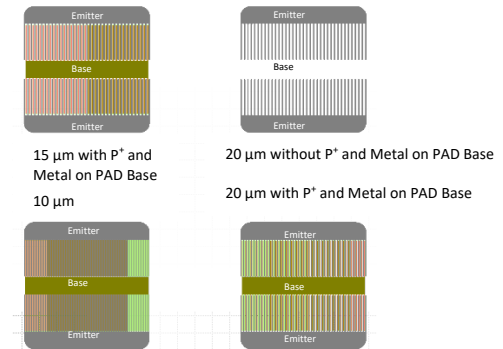 Emitter
Base
Emitter
Emitter
Base
Emitter
15 µm with P⁺ and
Metal on PAD Base
10 µm
20 µm without P⁺ and Metal on PAD Base
20 µm with P⁺ and Metal on PAD Base
Emitter
Base
Emitter
Emitter
Base
Emitter